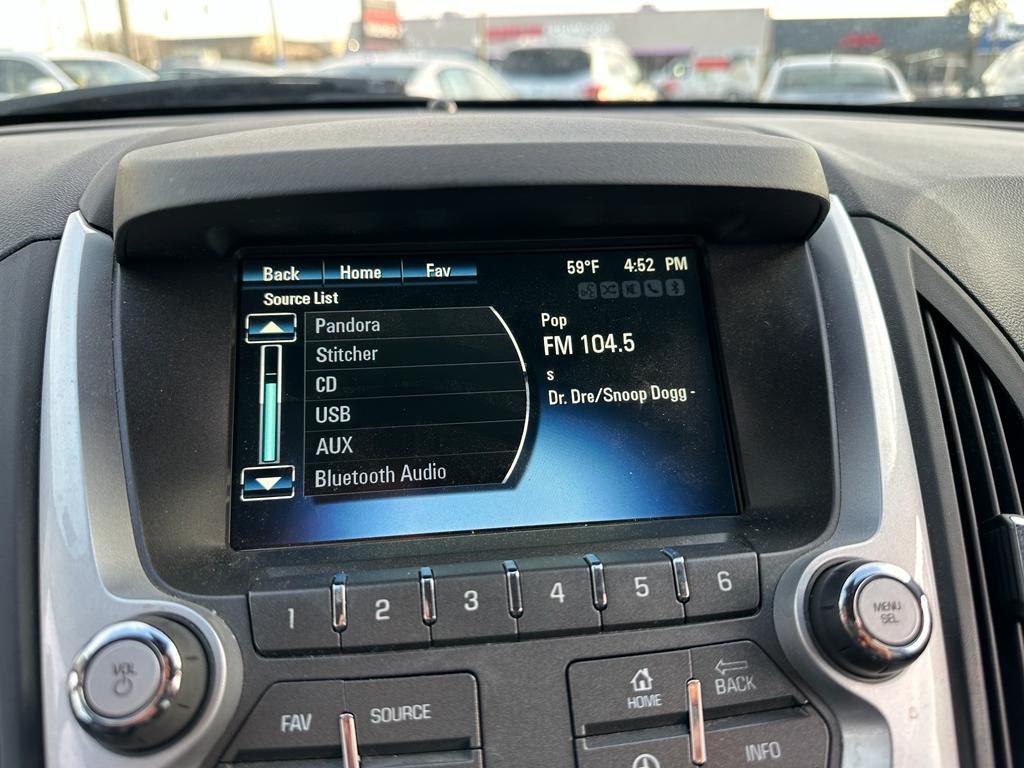 Back Home Fav 59°F 4:52 PM
Source List
Pandora
Stitcher
CD
USB
AUX
Bluetooth Audio
Pop
FM 104.5
s
Dr. Dre/Snoop Dogg -
1 2 3 4 5 6
VOL
MENU
SEL
FAV SOURCE
HOME BACK
INFO